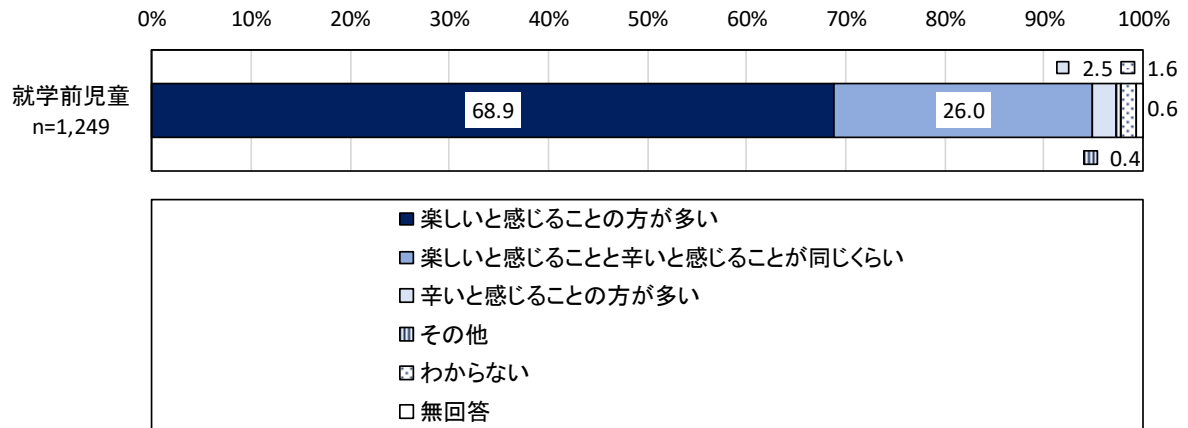 0% 10% 20% 30% 40% 50% 60% 70% 80% 90% 100%
2.5 1.6
就学前児童
n=1,249
68.9 26.0 0.6
0.4
楽しいと感じることの方が多い
楽しいと感じることと辛いと感じることが同じくらい
辛いと感じることの方が多い
その他
わからない
無回答